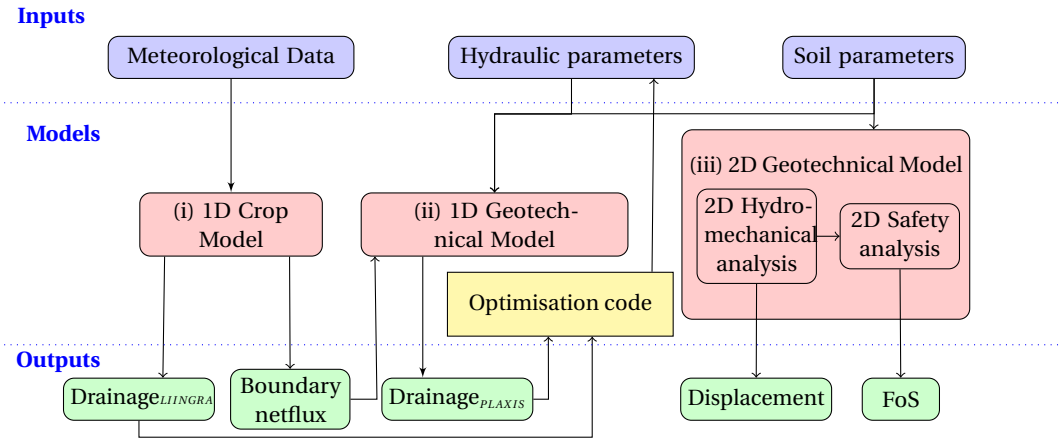 Inputs
Meteorological Data
Hydraulic parameters
Soil parameters
Models
(iii) 2D Geotechnical Model
(i) 1D Crop
Model
(ii) 1D Geotech-
nical Model
2D Hydro-
mechanical
analysis
2D Safety
analysis
Optimisation code
Outputs
DrainageLIINGRA
Boundary
netflux
DrainagePLAXIS
Displacement
FoS